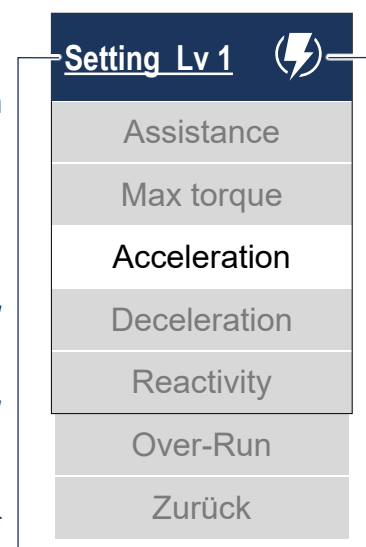 Setting Lv 1
Assistance
Max torque
Acceleration
Deceleration
Reactivity
Over-Run
Zurück